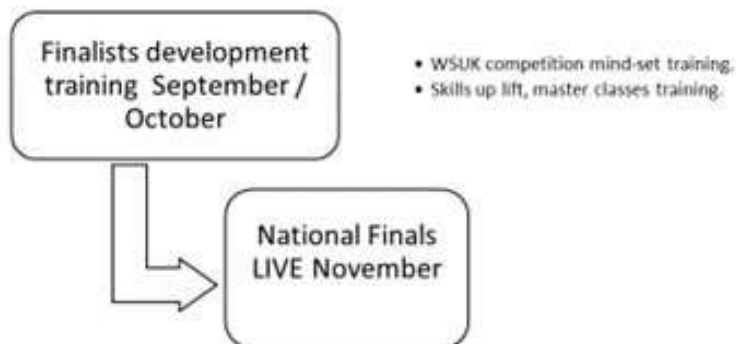 Finalists development
training September /
October
• WSUK competition mind-set training.
• Skills up lift, master classes training.
National Finals
LIVE November